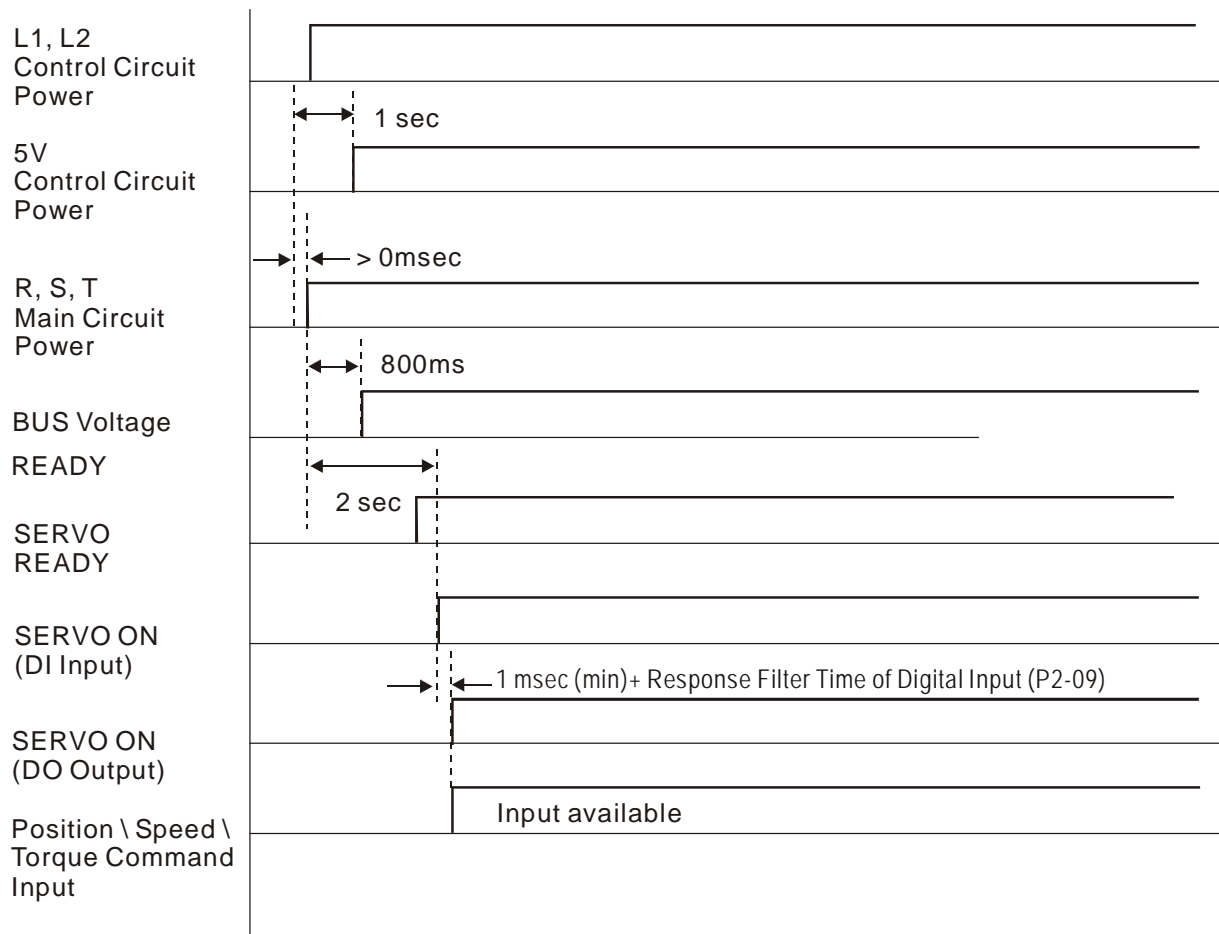 L1, L2
Control Circuit
Power
1 sec
5V
Control Circuit
Power
> 0msec
R, S, T
Main Circuit
Power
800ms
BUS Voltage
READY
2 sec
SERVO
READY
SERVO ON
(DI Input)
1 msec (min)+ Response Filter Time of Digital Input (P2-09)
SERVO ON
(DO Output)
Input available
Position \ Speed \
Torque Command
Input